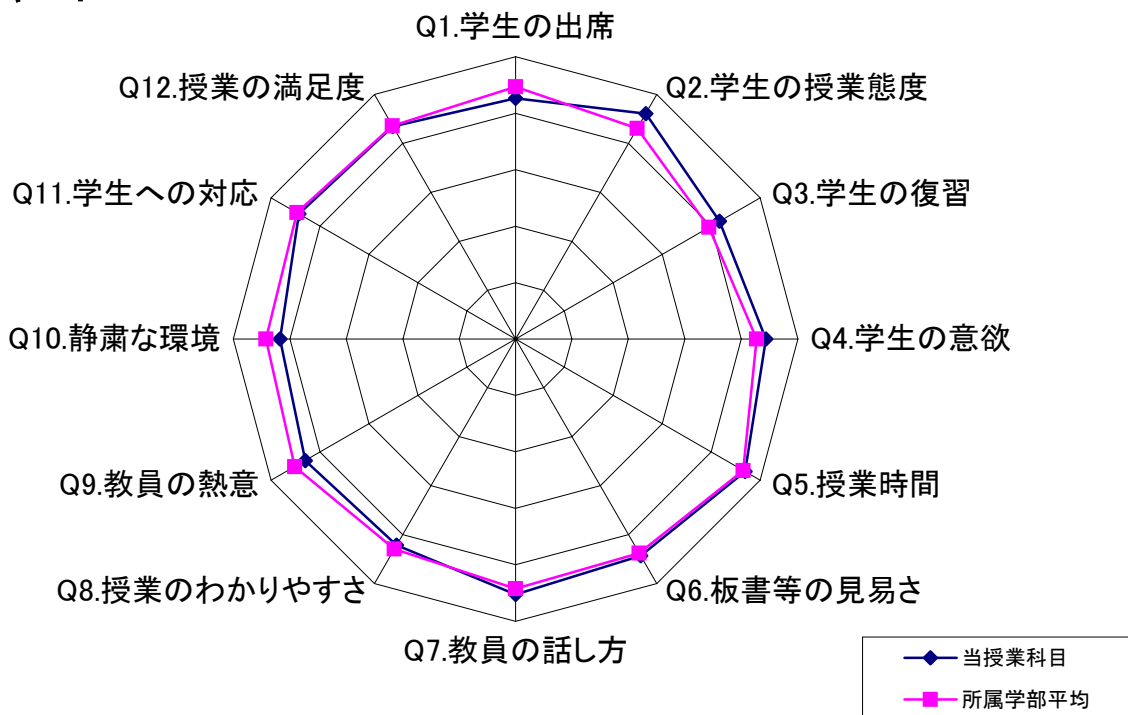 Q1.学生の出席
Q2.学生の授業態度
Q3.学生の復習
Q4.学生の意欲
Q5.授業時間
Q6.板書等の見易さ
Q7.教員の話し方
Q8.授業のわかりやすさ
Q9.教員の熱意
Q10.静粛な環境
Q11.学生への対応
Q12.授業の満足度
当授業科目
所属学部平均